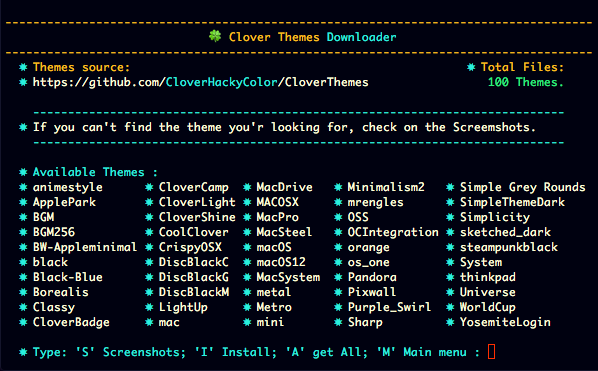 🍀 Clover Themes Downloader
✸ Themes source: ✸ Total Files:
✸ https://github.com/CloverHackyColor/CloverThemes 100 Themes.
✸ If you can't find the theme you'r looking for, check on the Screenshots.
✸ Available Themes :
✸ animestyle ✸ CloverCamp ✸ MacDrive ✸ Minimalism2 ✸ Simple Grey Rounds
✸ ApplePark ✸ CloverLight ✸ MACOSX ✸ mrengles ✸ SimpleThemeDark
✸ BGM ✸ CloverShine ✸ MacPro ✸ OSS ✸ Simplicity
✸ BGM256 ✸ CoolClover ✸ MacSteel ✸ OCIntegration ✸ sketched_dark
✸ BW-Appleminimal ✸ CrispyOSX ✸ macOS ✸ orange ✸ steampunkblack
✸ black ✸ DiscBlackC ✸ macOS12 ✸ os_one ✸ System
✸ Black-Blue ✸ DiscBlackG ✸ MacSystem ✸ Pandora ✸ thinkpad
✸ Borealis ✸ DiscBlackM ✸ metal ✸ Pixwall ✸ Universe
✸ Classy ✸ LightUp ✸ Metro ✸ Purple_Swirl ✸ WorldCup
✸ CloverBadge ✸ mac ✸ mini ✸ Sharp ✸ YosemiteLogin
✸ Type: 'S' Screenshots; 'I' Install; 'A' get All; 'M' Main menu :